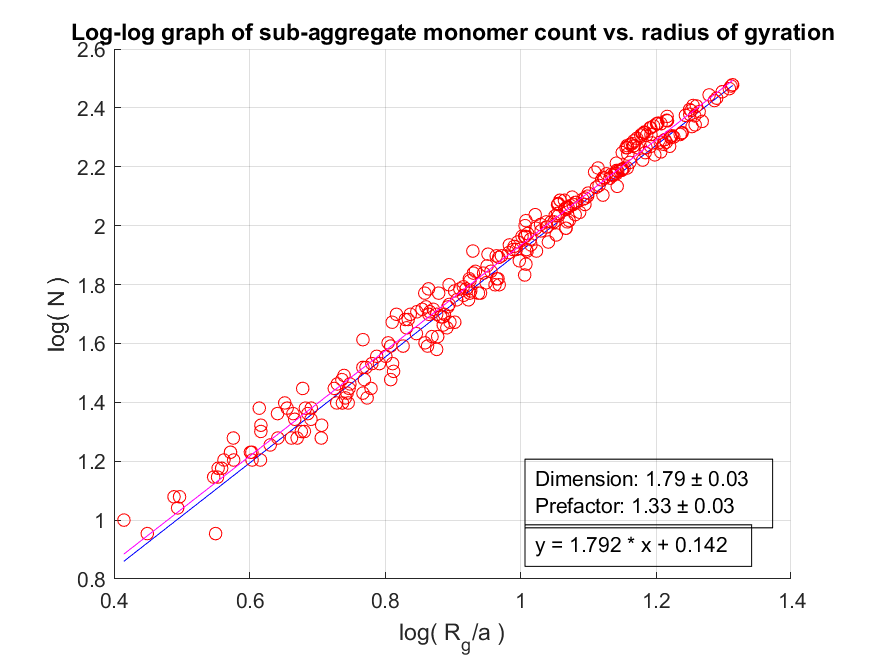 Log-log graph of sub-aggregate monomer count vs. radius of gyration
2.6
2.4
2.2
2
1.8
1.6
1.4
1.2
1
0.8
log( N )
Dimension: 1.79 ± 0.03
Prefactor: 1.33 ± 0.03
y = 1.792 * x + 0.142
0.4 0.6 0.8 1 1.2 1.4
log( R_g/a )